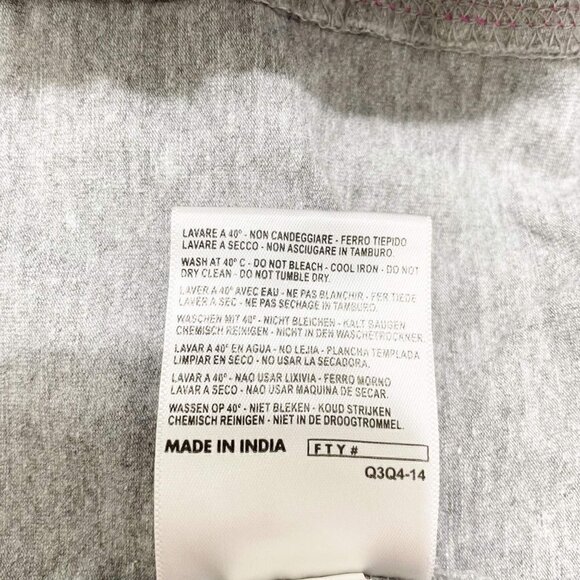 LAVARE A 40° - NON CANDEGGIARE - FERRO TIEPIDO
LAVARE A SECCO - NON ASCIUGARE IN TAMBURO.
WASH AT 40° C - DO NOT BLEACH - COOL IRON - DO NOT
DRY CLEAN - DO NOT TUMBLE DRY.
LAVER A 40° AVEC EAU - NE PAS BLANCHIR - FER TIEDE
LAVER A SEC - NE PAS SECHAGE IN TAMBURO.
WASCHEN MIT 40° - NICHT BLEICHEN - KALT BAUGEN
CHEMISCH REINIGEN - NICHT IN DEN WASCHETROCKNER.
LAVAR A 40° EN AGUA - NO LEJIA - PLANCHA TEMPLADA
LIMPIAR EN SECO - NO USAR LA SECADORA.
LAVAR A 40° - NAO USAR LIXIVIA - FERRO MORNO
LAVAR A SECO - NAO USAR MAQUINA DE SECAR.
WASSEN OP 40° - NIET BLEKEN - KOUD STRIJKEN
CHEMISCH REINIGEN - NIET IN DE DROOGTROMMEL.
MADE IN INDIA FTY #
Q3Q4-14